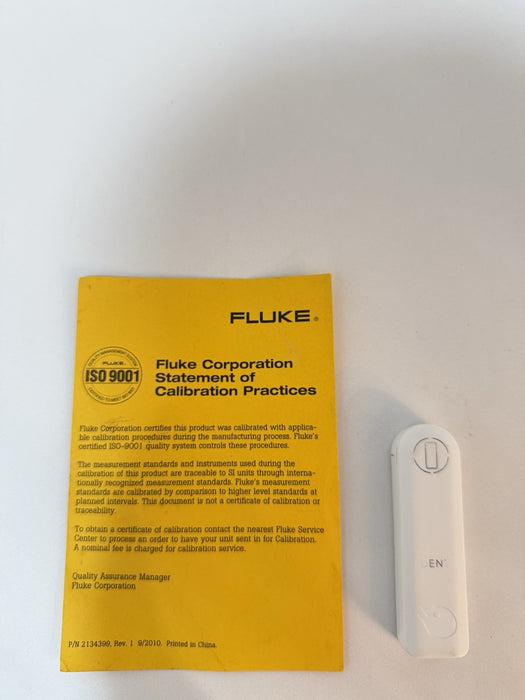 FLUKE®
QUALITY MANAGEMENT SYSTEM
FLUKE
ISO 9001
Fluke Corporation
Statement of
Calibration Practices
Fluke Corporation certifies this product was calibrated with applica-
ble calibration procedures during the manufacturing process. Fluke's
certified ISO-9001 quality system controls these procedures.
The measurement standards and instruments used during the
calibration of this product are traceable to SI units through interna-
tionally recognized measurement standards. Fluke's measurement
standards are calibrated by comparison to higher level standards at
planned intervals. This document is not a certificate of calibration or
traceability.
To obtain a certificate of calibration contact the nearest Fluke Service
Center to process an order to have your unit sent in for Calibration.
A nominal fee is charged for calibration service.
Quality Assurance Manager
Fluke Corporation
P/N 2134399, Rev. 1 9/2010, Printed in China.
EN